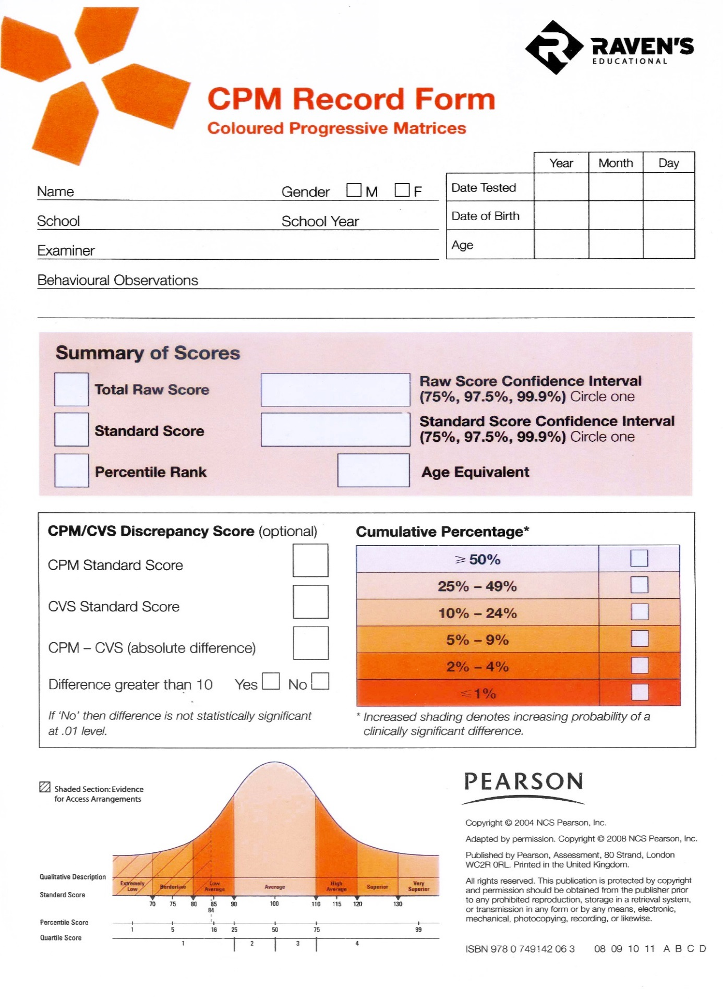 RAVEN'S
EDUCATIONAL
CPM Record Form
Coloured Progressive Matrices
Year Month Day
Name Gender M F
Date Tested
School School Year
Date of Birth
Examiner
Age
Behavioural Observations
Summary of Scores
Total Raw Score
Raw Score Confidence Interval
(75%, 97.5%, 99.9%) Circle one
Standard Score
Standard Score Confidence Interval
(75%, 97.5%, 99.9%) Circle one
Percentile Rank
Age Equivalent
CPM/CVS Discrepancy Score (optional)
CPM Standard Score
CVS Standard Score
CPM – CVS (absolute difference)
Difference greater than 10 Yes No
If 'No' then difference is not statistically significant
at .01 level.
Cumulative Percentage*
⩾ 50%
25% – 49%
10% – 24%
5% – 9%
2% – 4%
⩽ 1%
* Increased shading denotes increasing probability of a
clinically significant difference.
Shaded Section: Evidence
for Access Arrangements
Qualitative Description
Extremely Low Borderline Low Average Average High Average Superior Very Superior
Standard Score
70 75 80 85 90 100 110 115 120 130
84
Percentile Score
1 5 16 25 50 75 99
Quartile Score
1 2 3 4
PEARSON
Copyright © 2004 NCS Pearson, Inc.
Adapted by permission. Copyright © 2008 NCS Pearson, Inc.
Published by Pearson, Assessment, 80 Strand, London
WC2R 0RL. Printed in the United Kingdom.
All rights reserved. This publication is protected by copyright
and permission should be obtained from the publisher prior
to any prohibited reproduction, storage in a retrieval system,
or transmission in any form or by any means, electronic,
mechanical, photocopying, recording, or likewise.
ISBN 978 0 749142 06 3 08 09 10 11 A B C D